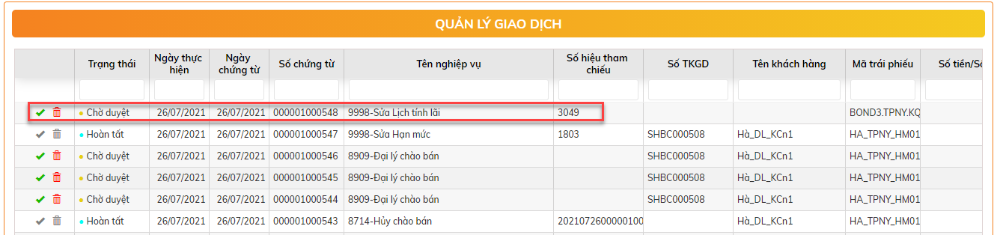 QUẢN LÝ GIAO DỊCH
Trạng thái Ngày thực hiện Ngày chứng từ Số chứng từ Tên nghiệp vụ Số hiệu tham chiếu Số TKGD Tên khách hàng Mã trái phiếu Số tiền/Số
Chờ duyệt 26/07/2021 26/07/2021 000001000548 9998-Sửa Lịch tính lãi 3049 BOND3.TPNY.KQ
Hoàn tất 26/07/2021 26/07/2021 000001000547 9998-Sửa Hạn mức 1803 SHBC000508 Hà_DL_KCn1 HA_TPNY_HM01
Chờ duyệt 26/07/2021 26/07/2021 000001000546 8909-Đại lý chào bán SHBC000508 Hà_DL_KCn1 HA_TPNY_HM01
Chờ duyệt 26/07/2021 26/07/2021 000001000545 8909-Đại lý chào bán SHBC000508 Hà_DL_KCn1 HA_TPNY_HM01
Chờ duyệt 26/07/2021 26/07/2021 000001000544 8909-Đại lý chào bán SHBC000508 Hà_DL_KCn1 HA_TPNY_HM01
Hoàn tất 26/07/2021 26/07/2021 000001000543 8714-Hủy chào bán 2021072600000100 Hà_DL_KCn1 HA_TPNY_HM01